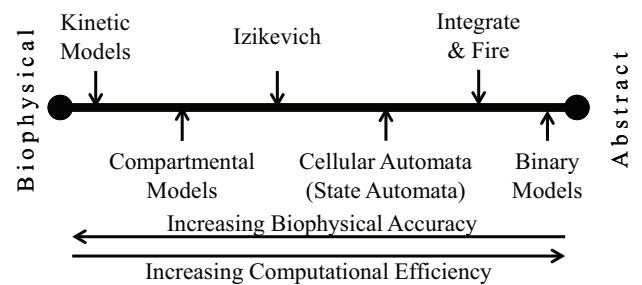 Biophysical
Kinetic
Models
Izikevich
Integrate
& Fire
Abstract
Compartmental
Models
Cellular Automata
(State Automata)
Binary
Models
Increasing Biophysical Accuracy
Increasing Computational Efficiency